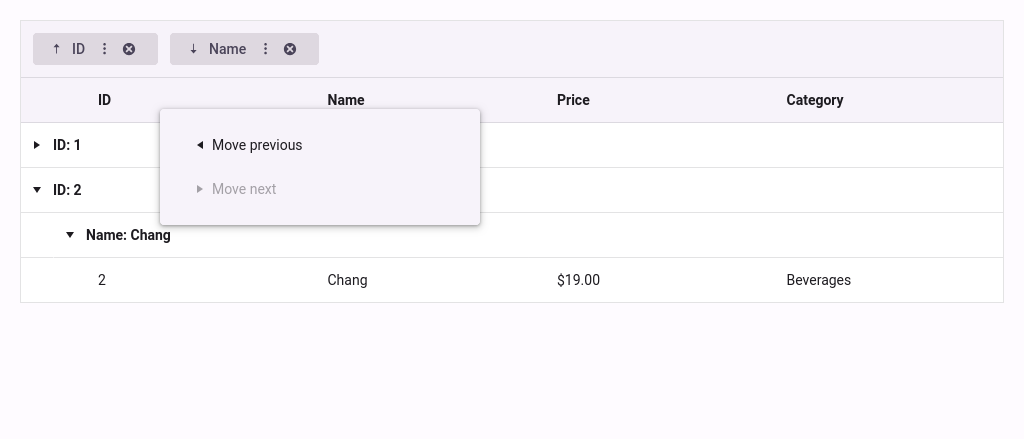 ID Name
ID Name Price Category
ID: 1
Move previous
ID: 2
Move next
Name: Chang
2 Chang $19.00 Beverages